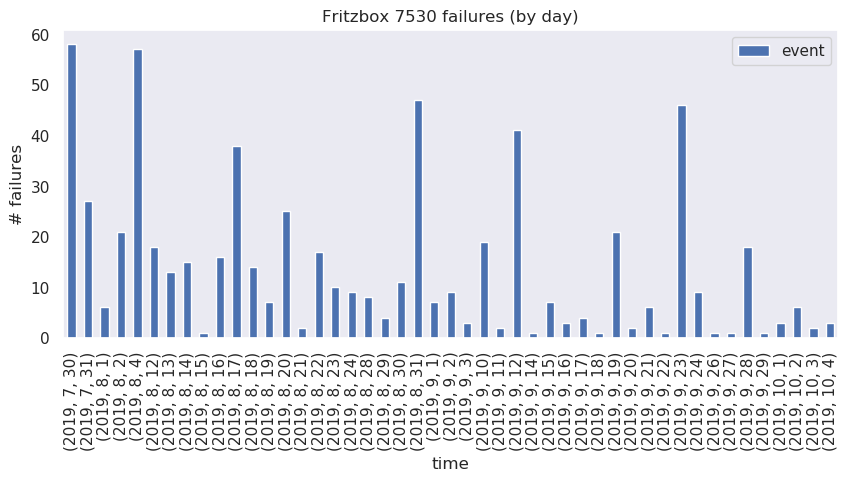 Fritzbox 7530 failures (by day)
event
# failures
60
50
40
30
20
10
0
(2019, 7, 30)
(2019, 7, 31)
(2019, 8, 1)
(2019, 8, 2)
(2019, 8, 4)
(2019, 8, 12)
(2019, 8, 13)
(2019, 8, 14)
(2019, 8, 15)
(2019, 8, 16)
(2019, 8, 17)
(2019, 8, 18)
(2019, 8, 19)
(2019, 8, 20)
(2019, 8, 21)
(2019, 8, 22)
(2019, 8, 23)
(2019, 8, 24)
(2019, 8, 28)
(2019, 8, 29)
(2019, 8, 30)
(2019, 8, 31)
(2019, 9, 1)
(2019, 9, 2)
(2019, 9, 3)
(2019, 9, 10)
(2019, 9, 11)
(2019, 9, 12)
(2019, 9, 14)
(2019, 9, 15)
(2019, 9, 16)
(2019, 9, 17)
(2019, 9, 18)
(2019, 9, 19)
(2019, 9, 20)
(2019, 9, 21)
(2019, 9, 22)
(2019, 9, 23)
(2019, 9, 24)
(2019, 9, 26)
(2019, 9, 27)
(2019, 9, 28)
(2019, 9, 29)
(2019, 10, 1)
(2019, 10, 2)
(2019, 10, 3)
(2019, 10, 4)
time